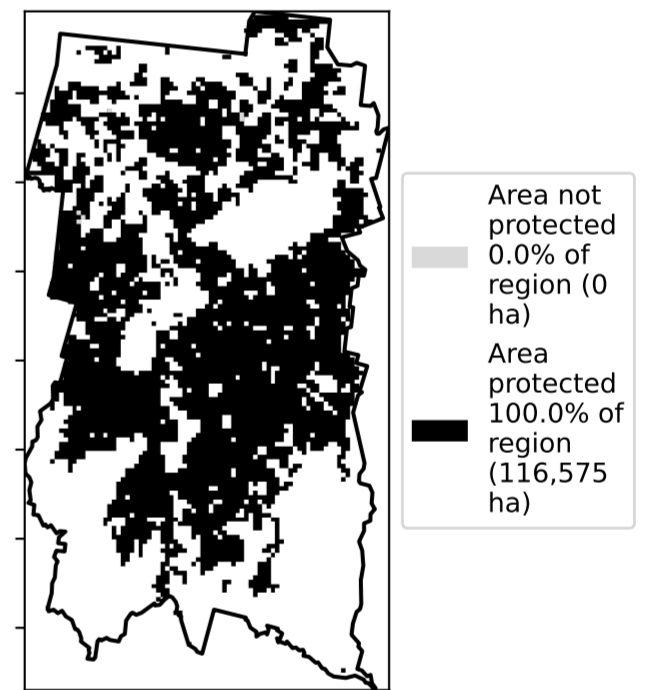 Area not
protected
0.0% of
region (0
ha)
Area
protected
100.0% of
region
(116,575
ha)